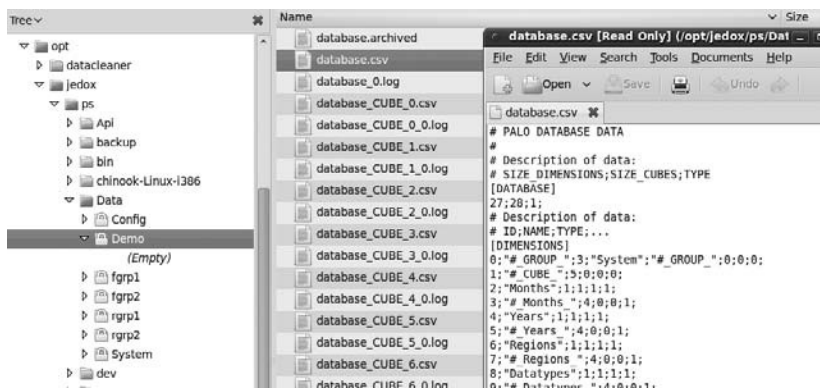 Tree
opt
datacleaner
jedox
ps
Api
backup
bin
chinook-Linux-i386
Data
Config
Demo
(Empty)
fgrp1
fgrp2
rgrp1
rgrp2
System
dev
Name
Size
database.archived
database.csv
database_0.log
database_CUBE_0.csv
database_CUBE_0_0.log
database_CUBE_1.csv
database_CUBE_1_0.log
database_CUBE_2.csv
database_CUBE_2_0.log
database_CUBE_3.csv
database_CUBE_3_0.log
database_CUBE_4.csv
database_CUBE_4_0.log
database_CUBE_5.csv
database_CUBE_5_0.log
database_CUBE_6.csv
database_CUBE_6_0.log
database.csv [Read Only] (/opt/jedox/ps/Dat
File Edit View Search Tools Documents Help
Open Save Undo
database.csv
# PALO DATABASE DATA
#
# Description of data:
# SIZE_DIMENSIONS;SIZE_CUBES;TYPE
[DATABASE]
27;28;1;
# Description of data:
# ID;NAME;TYPE;...
[DIMENSIONS]
0;"#_GROUP_";3;"System";"#_GROUP_";0;0;0;
1;"#_CUBE_";5;0;0;0;
2;"Months";1;1;1;1;
3;"#_Months_";4;0;0;1;
4;"Years";1;1;1;1;
5;"#_Years_";4;0;0;1;
6;"Regions";1;1;1;1;
7;"#_Regions_";4;0;0;1;
8;"Datatypes";1;1;1;1;
9;"#_Datatypes_";4;0;0;1;